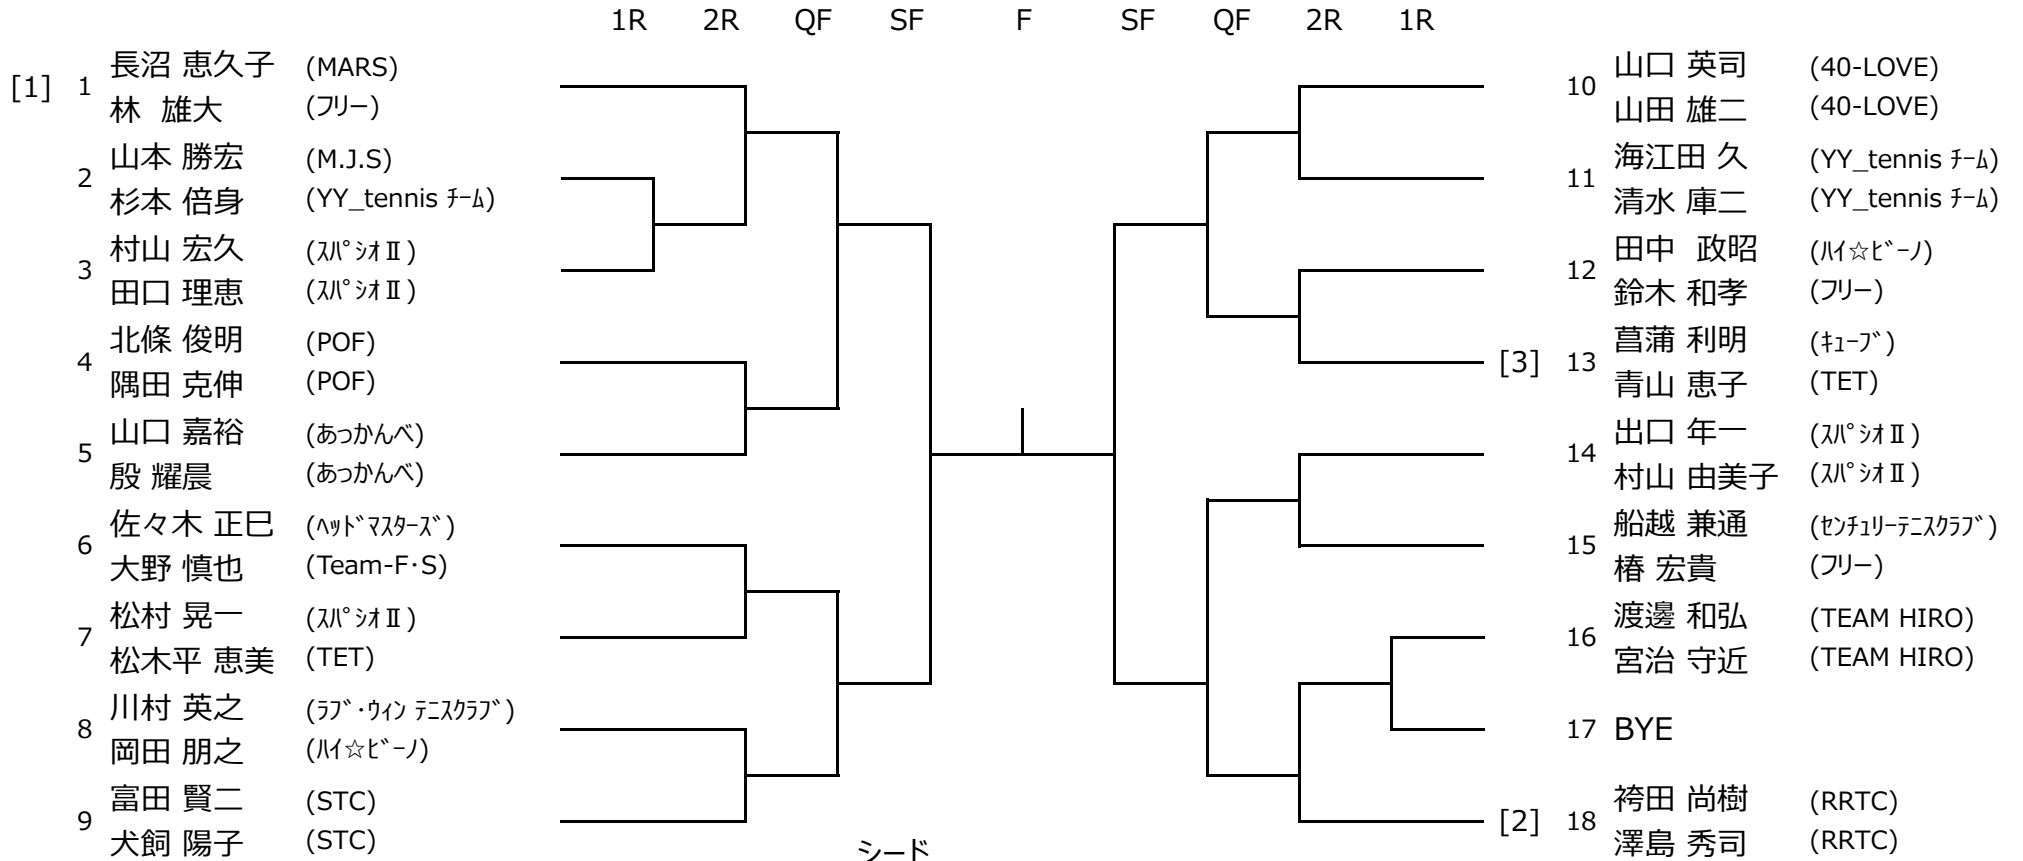 1R 2R QF SF F SF QF 2R 1R
[1] 1
長沼 恵久子 (MARS)
林 雄大 (フリー)
2
山本 勝宏 (M.J.S)
杉本 倍身 (YY_tennis ﾁｰﾑ)
3
村山 宏久 (ｽﾊﾟｼｵⅡ)
田口 理恵 (ｽﾊﾟｼｵⅡ)
4
北條 俊明 (POF)
隅田 克伸 (POF)
5
山口 嘉裕 (あっかんべ)
殷 耀晨 (あっかんべ)
6
佐々木 正巳 (ﾍｯﾄﾞﾏｽﾀｰｽﾞ)
大野 慎也 (Team-F･S)
7
松村 晃一 (ｽﾊﾟｼｵⅡ)
松木平 恵美 (TET)
8
川村 英之 (ﾗﾌﾞ･ウィン ﾃﾆｽｸﾗﾌﾞ)
岡田 朋之 (ﾊｲ☆ﾋﾞｰﾉ)
9
富田 賢二 (STC)
犬飼 陽子 (STC)
10
山口 英司 (40-LOVE)
山田 雄二 (40-LOVE)
11
海江田 久 (YY_tennis ﾁｰﾑ)
清水 庫二 (YY_tennis ﾁｰﾑ)
12
田中 政昭 (ﾊｲ☆ﾋﾞｰﾉ)
鈴木 和孝 (フリー)
[3] 13
菖蒲 利明 (ｷｭｰﾌﾞ)
青山 恵子 (TET)
14
出口 年一 (ｽﾊﾟｼｵⅡ)
村山 由美子 (ｽﾊﾟｼｵⅡ)
15
船越 兼通 (ｾﾝﾁｭﾘｰﾃﾆｽｸﾗﾌﾞ)
椿 宏貴 (フリー)
16
渡邊 和弘 (TEAM HIRO)
宮治 守近 (TEAM HIRO)
17 BYE
[2] 18
袴田 尚樹 (RRTC)
澤島 秀司 (RRTC)
シード